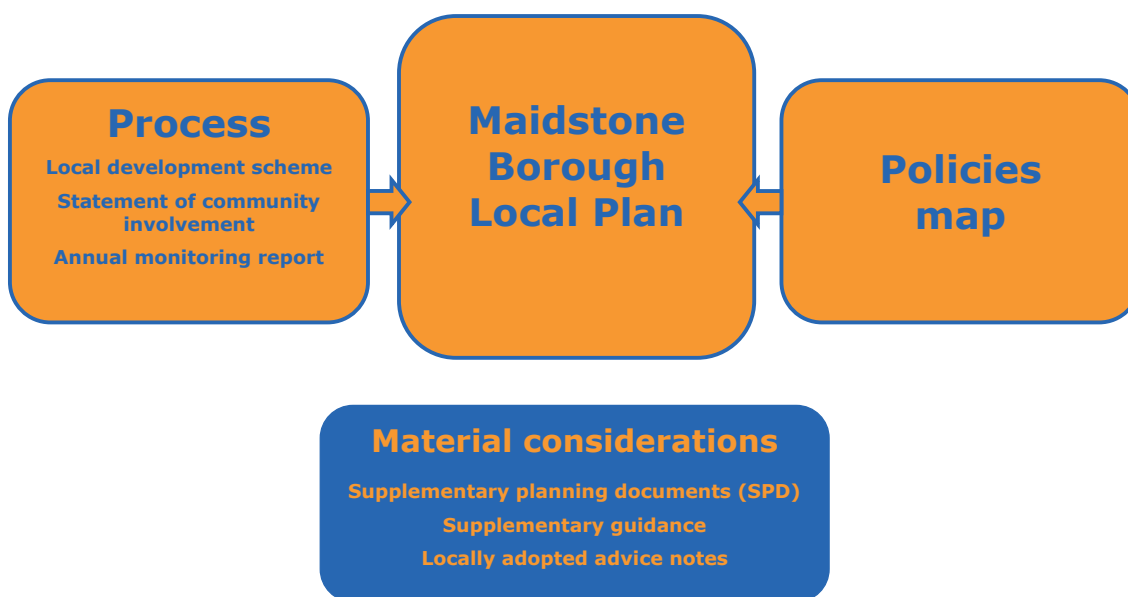 Process
Local development scheme
Statement of community
involvement
Annual monitoring report
Maidstone
Borough
Local Plan
Policies
map
Material considerations
Supplementary planning documents (SPD)
Supplementary guidance
Locally adopted advice notes